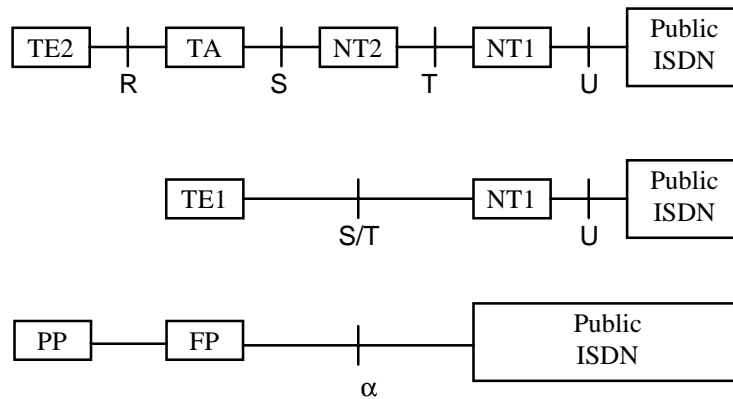 TE2 TA NT2 NT1 Public
ISDN
R S T U
TE1 NT1 Public
ISDN
S/T U
PP FP Public
ISDN
α